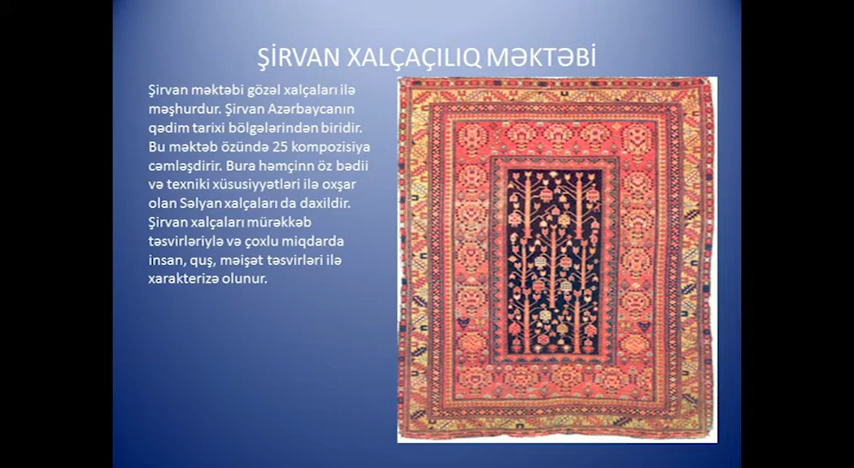 ŞİRVAN XALÇAÇILIQ MƏKTƏBİ
Şirvan məktəbi gözəl xalçaları ilə
məşhurdur. Şirvan Azərbaycanın
qədim tarixi bölgələrindən biridir.
Bu məktəb özündə 25 kompozisiya
cəmləşdirir. Bura həmçinn öz bədii
və texniki xüsusiyyətləri ilə oxşar
olan Səlyan xalçaları da daxildir.
Şirvan xalçaları mürəkkəb
təsvirləriylə və çoxlu miqdarda
insan, quş, məişət təsvirləri ilə
xarakterizə olunur.